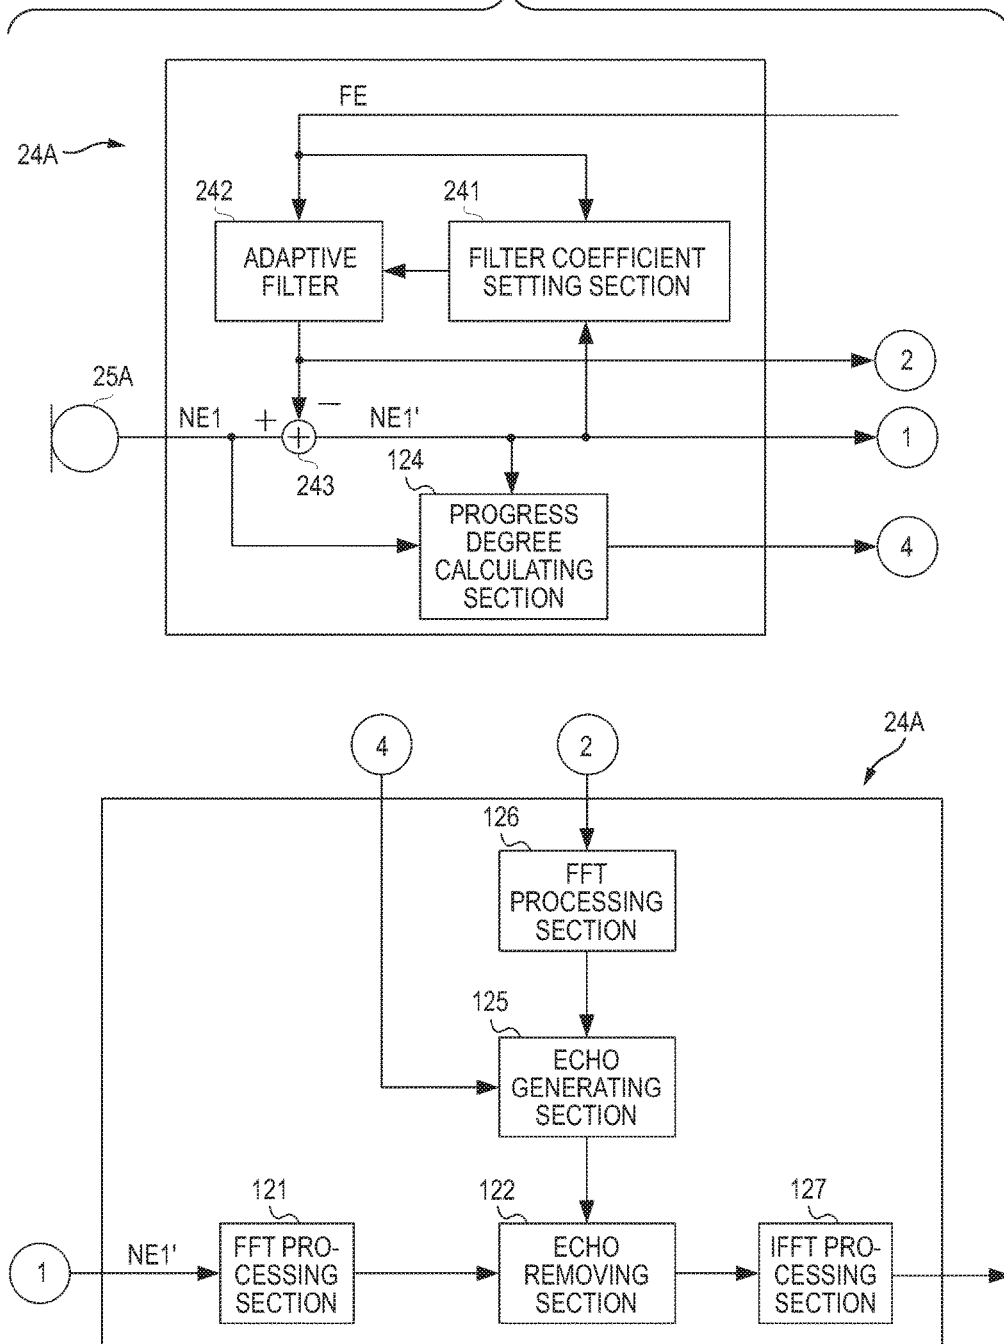 FE
24A
242
241
ADAPTIVE
FILTER
FILTER COEFFICIENT
SETTING SECTION
2
25A
NE1
+
−
+
NE1'
1
243
124
PROGRESS
DEGREE
CALCULATING
SECTION
4
4
2
24A
126
FFT
PROCESSING
SECTION
125
ECHO
GENERATING
SECTION
121
122
127
1
NE1'
FFT PRO-
CESSING
SECTION
ECHO
REMOVING
SECTION
IFFT PRO-
CESSING
SECTION